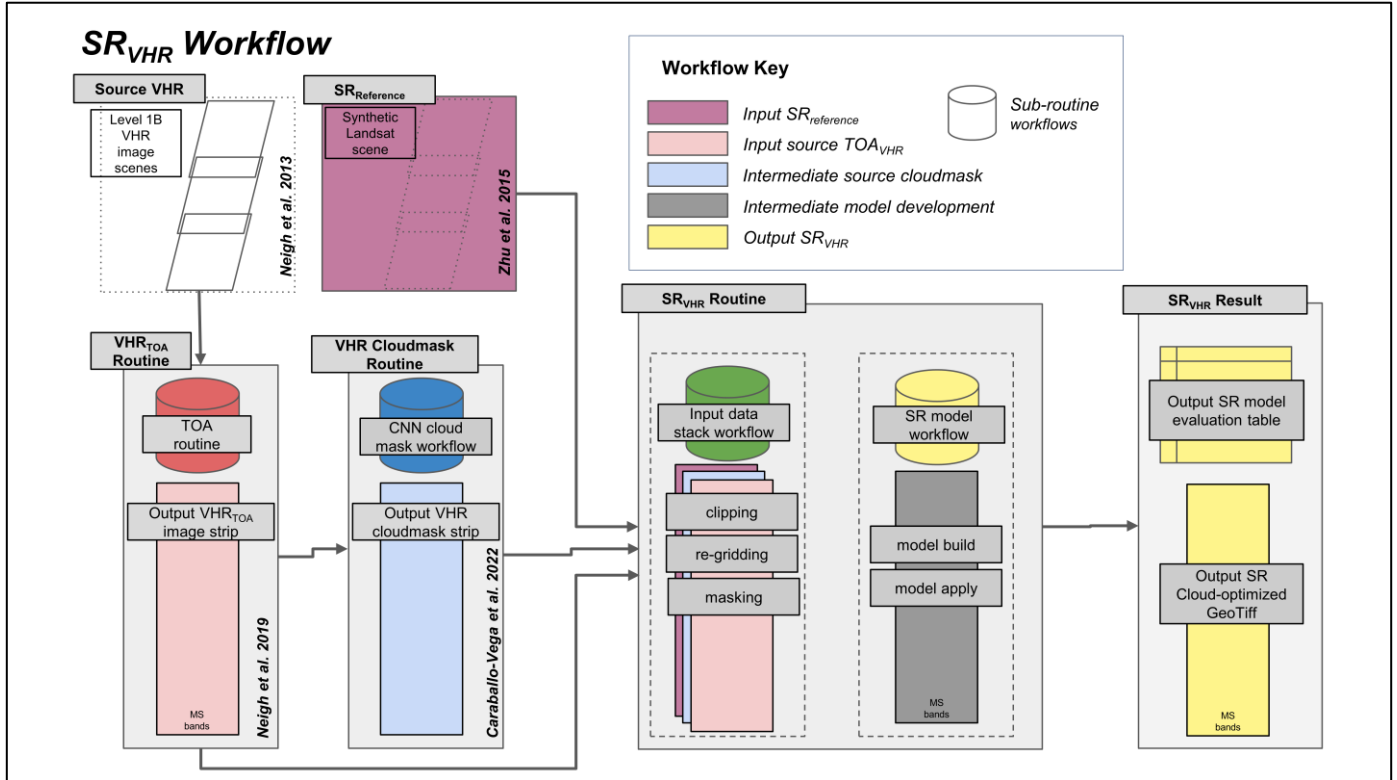 SRVHR Workflow
Source VHR
Level 1B
VHR
image
scenes
Neigh et al. 2013
SRReference
Synthetic
Landsat
scene
Zhu et al. 2015
Workflow Key
Input SRreference
Input source TOAVHR
Intermediate source cloudmask
Intermediate model development
Output SRVHR
Sub-routine
workflows
VHRTOA
Routine
TOA
routine
Output VHRTOA
image strip
MS
bands
Neigh et al. 2019
VHR Cloudmask
Routine
CNN cloud
mask workflow
Output VHR
cloudmask strip
Caraballo-Vega et al. 2022
SRVHR Routine
Input data
stack workflow
clipping
re-gridding
masking
SR model
workflow
model build
model apply
MS
bands
SRVHR Result
Output SR model
evaluation table
Output SR
Cloud-optimized
GeoTiff
MS
bands